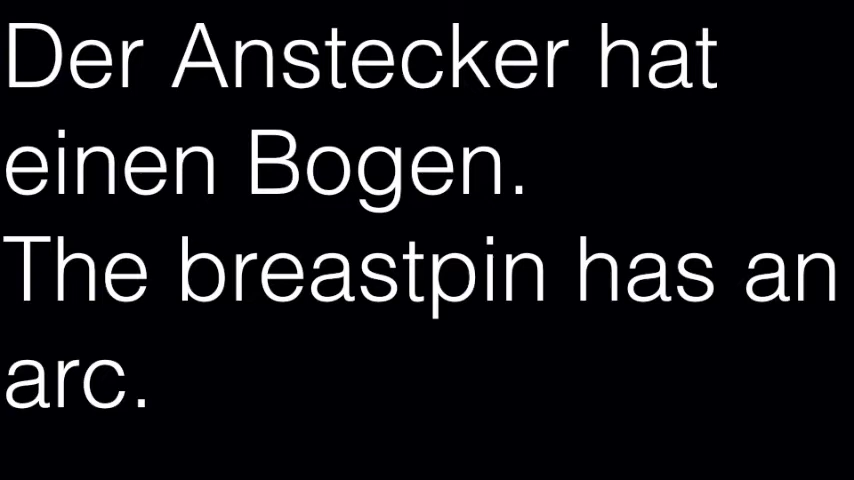 Der Anstecker hat
einen Bogen.
The breastpin has an
arc.